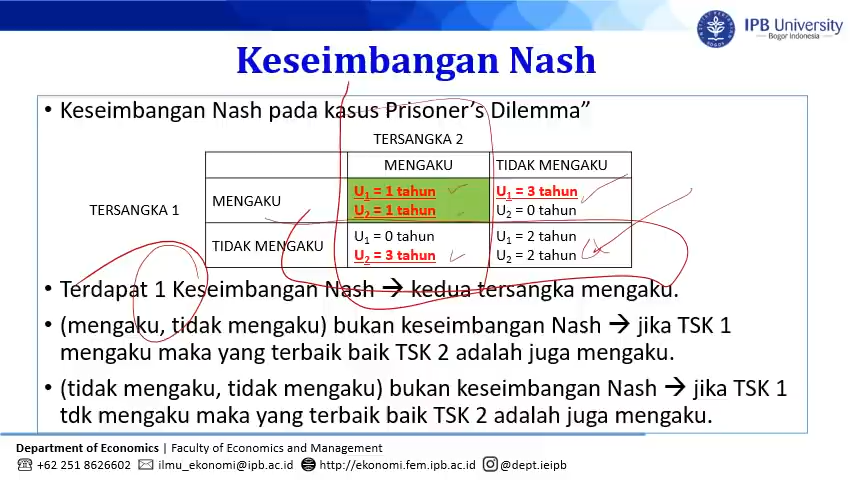 IPB University
Bogor Indonesia
Keseimbangan Nash
• Keseimbangan Nash pada kasus Prisoner's Dilemma”
TERSANGKA 2
MENGAKU TIDAK MENGAKU
TERSANGKA 1
MENGAKU
U1 = 1 tahun
U2 = 1 tahun
U1 = 3 tahun
U2 = 0 tahun
TIDAK MENGAKU
U1 = 0 tahun
U2 = 3 tahun
U1 = 2 tahun
U2 = 2 tahun
• Terdapat 1 Keseimbangan Nash → kedua tersangka mengaku.
• (mengaku, tidak mengaku) bukan keseimbangan Nash → jika TSK 1
mengaku maka yang terbaik baik TSK 2 adalah juga mengaku.
• (tidak mengaku, tidak mengaku) bukan keseimbangan Nash → jika TSK 1
tdk mengaku maka yang terbaik baik TSK 2 adalah juga mengaku.
Department of Economics | Faculty of Economics and Management
+62 251 8626602 ilmu_ekonomi@ipb.ac.id http://ekonomi.fem.ipb.ac.id @dept.ieipb